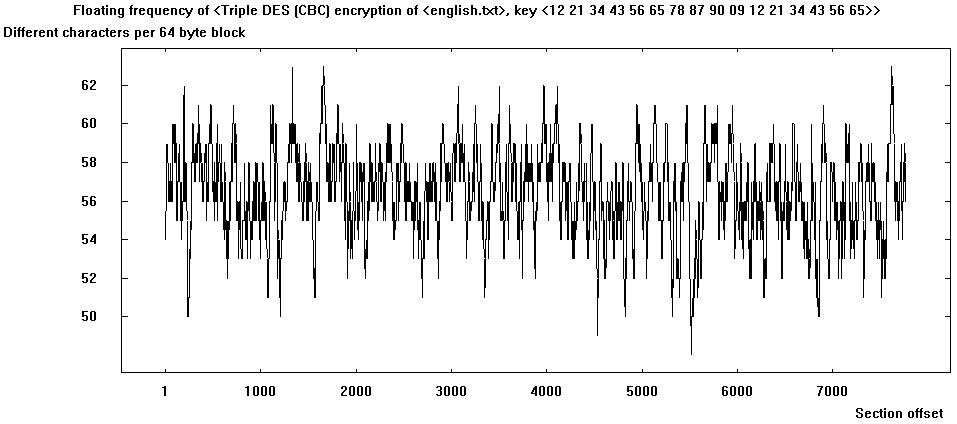 Floating frequency of <Triple DES (CBC) encryption of <english.txt>, key <12 21 34 43 56 65 78 87 90 09 12 21 34 43 56 65>>
Different characters per 64 byte block
62
60
58
56
54
52
50
1 1000 2000 3000 4000 5000 6000 7000
Section offset